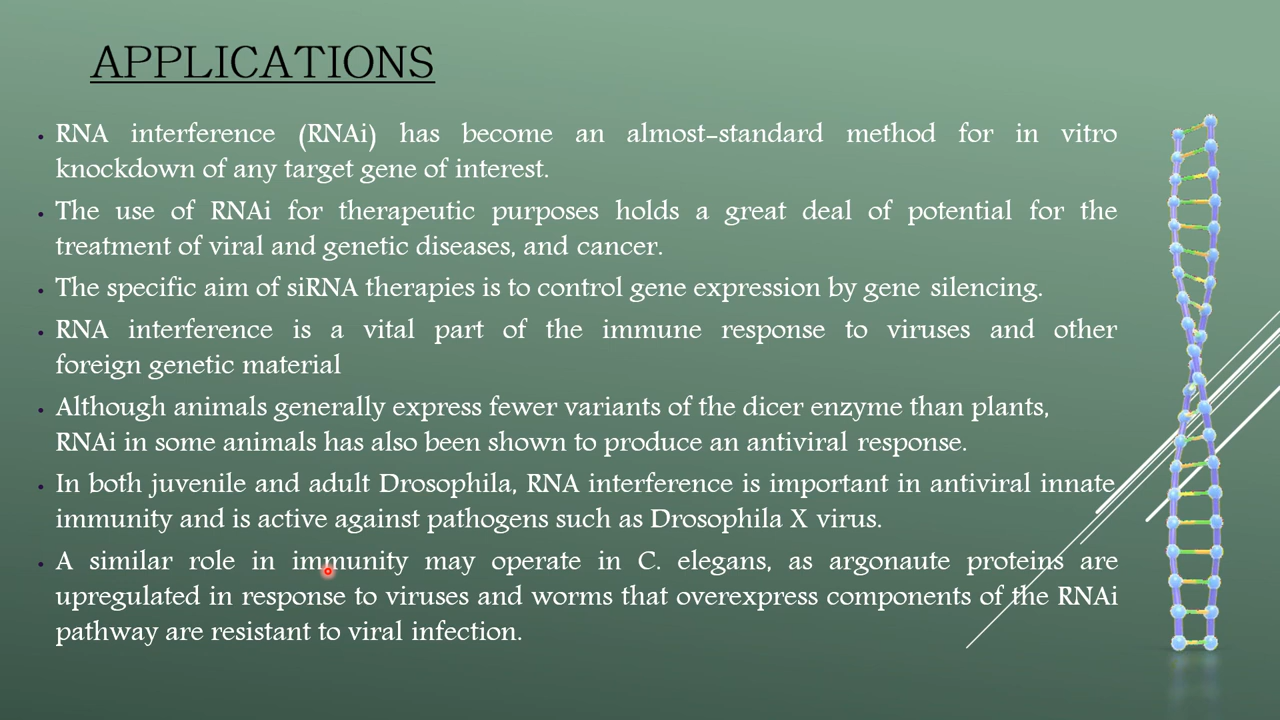 APPLICATIONS
• RNA interference (RNAi) has become an almost-standard method for in vitro
knockdown of any target gene of interest.
• The use of RNAi for therapeutic purposes holds a great deal of potential for the
treatment of viral and genetic diseases, and cancer.
• The specific aim of siRNA therapies is to control gene expression by gene silencing.
• RNA interference is a vital part of the immune response to viruses and other
foreign genetic material
• Although animals generally express fewer variants of the dicer enzyme than plants,
RNAi in some animals has also been shown to produce an antiviral response.
• In both juvenile and adult Drosophila, RNA interference is important in antiviral innate
immunity and is active against pathogens such as Drosophila X virus.
• A similar role in immunity may operate in C. elegans, as argonaute proteins are
upregulated in response to viruses and worms that overexpress components of the RNAi
pathway are resistant to viral infection.